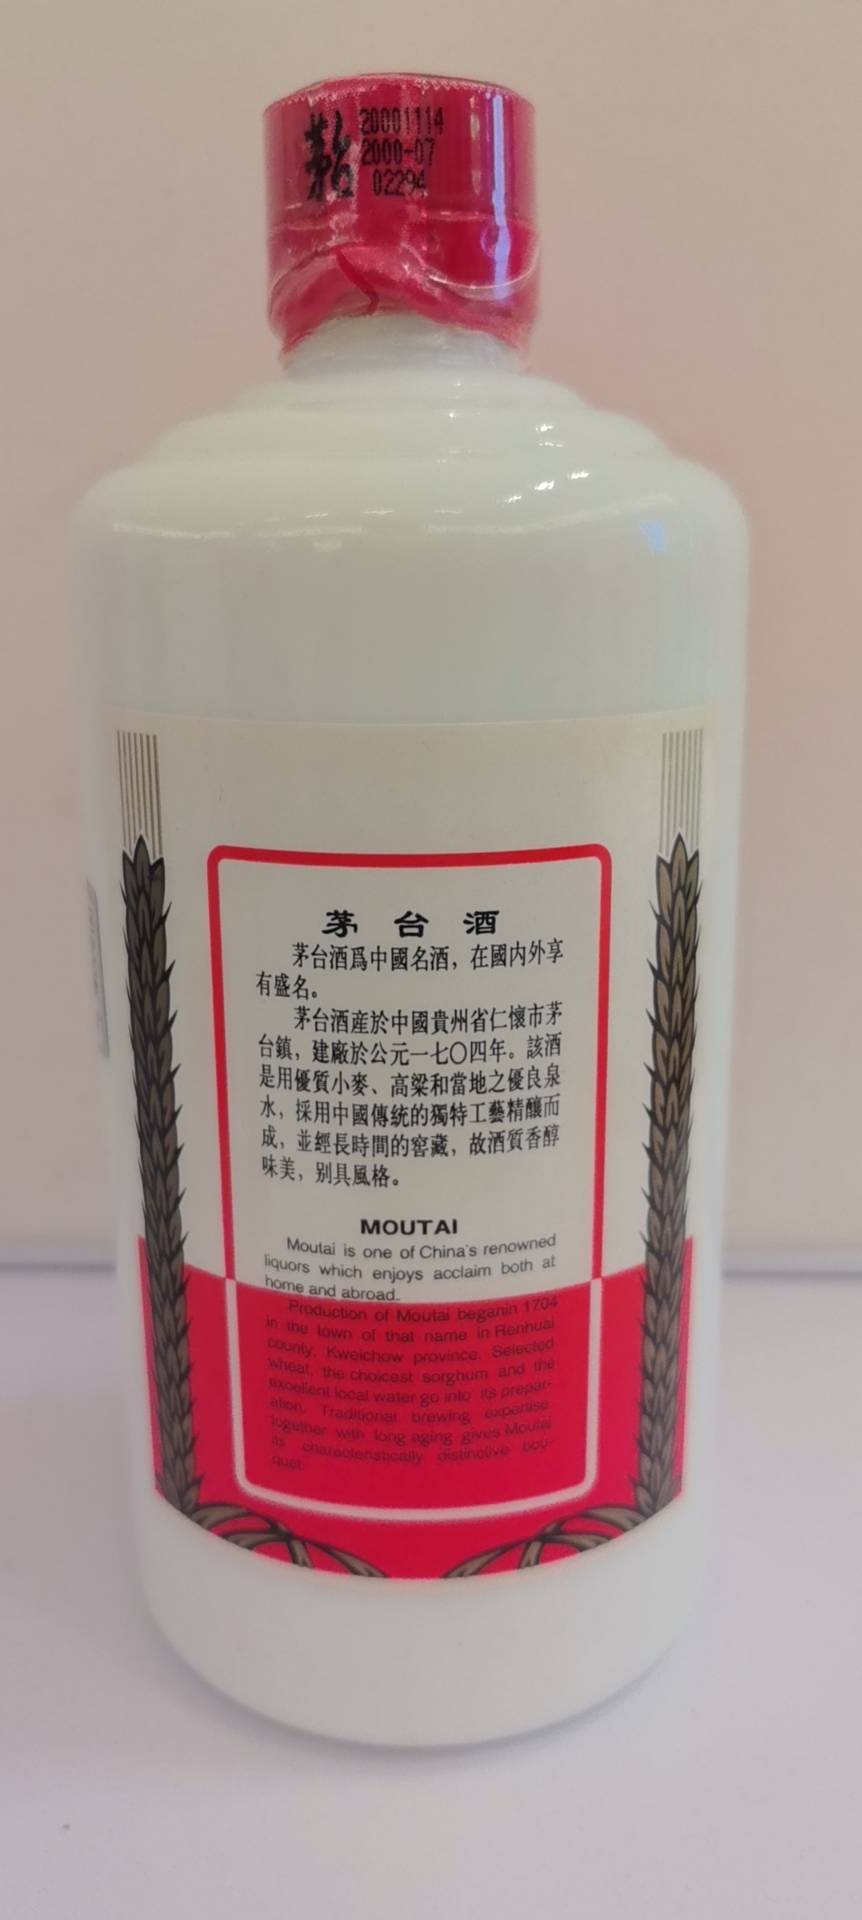 茅台
20001114
2000-07
02294
茅台酒
茅台酒爲中國名酒，在國内外享
有盛名。
茅台酒産於中國貴州省仁懷市茅
台鎮，建廠於公元一七〇四年。該酒
是用優質小麥、高粱和當地之優良泉
水，採用中國傳統的獨特工藝精釀而
成，並經長時間的窖藏，故酒質香醇
味美，别具風格。
MOUTAI
Moutai is one of China's renowned
liquors which enjoys acclaim both at
home and abroad.
Production of Moutai beganin 1704
in the town of that name in Renhuai
county, Kweichow province. Selected
wheat, the choicest sorghum and the
excellent local water go into its prepar-
ation. Traditional brewing expertise
together with long aging gives Moutai
its characteristically distinctive bou-
quet.